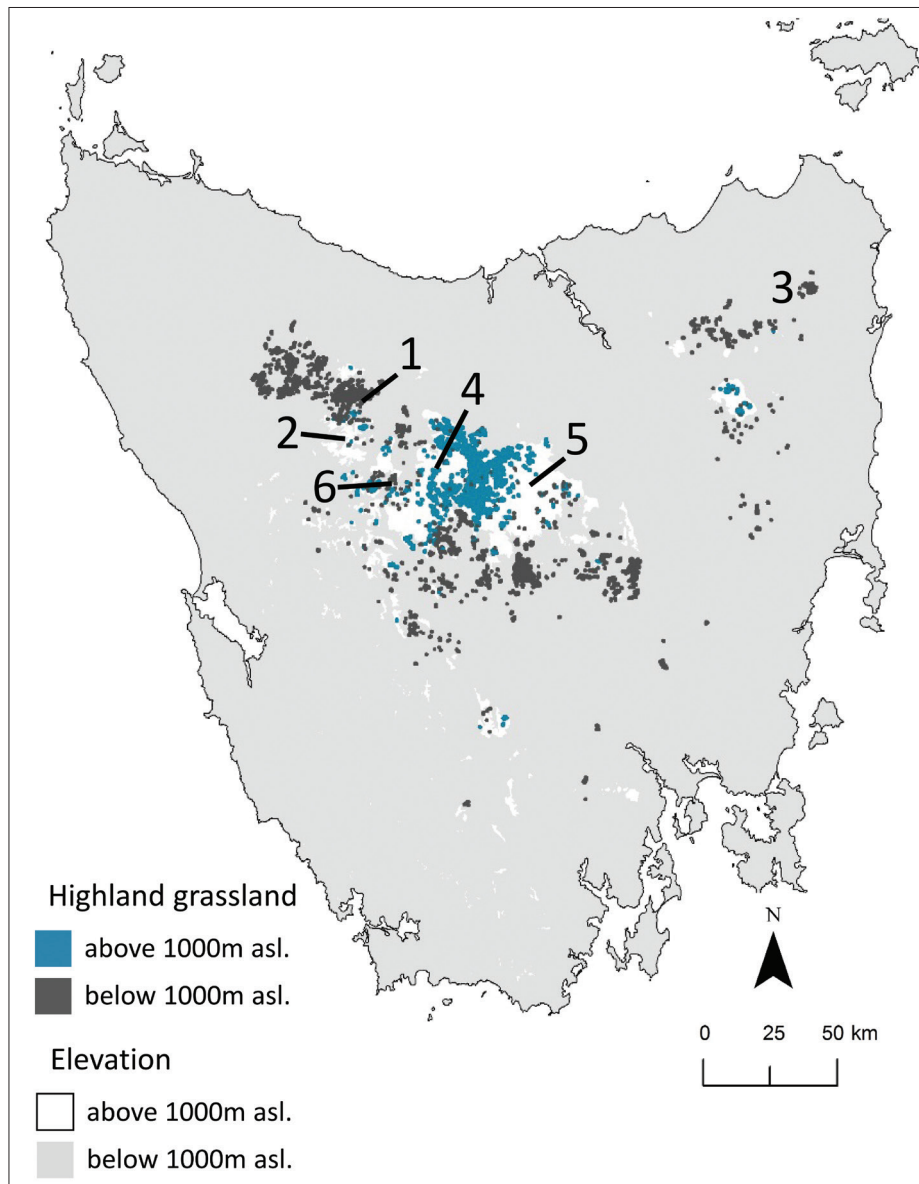 3
1
4
2
5
6
Highland grassland
above 1000m asl.
below 1000m asl.
N
0 25 50 km
Elevation
above 1000m asl.
below 1000m asl.